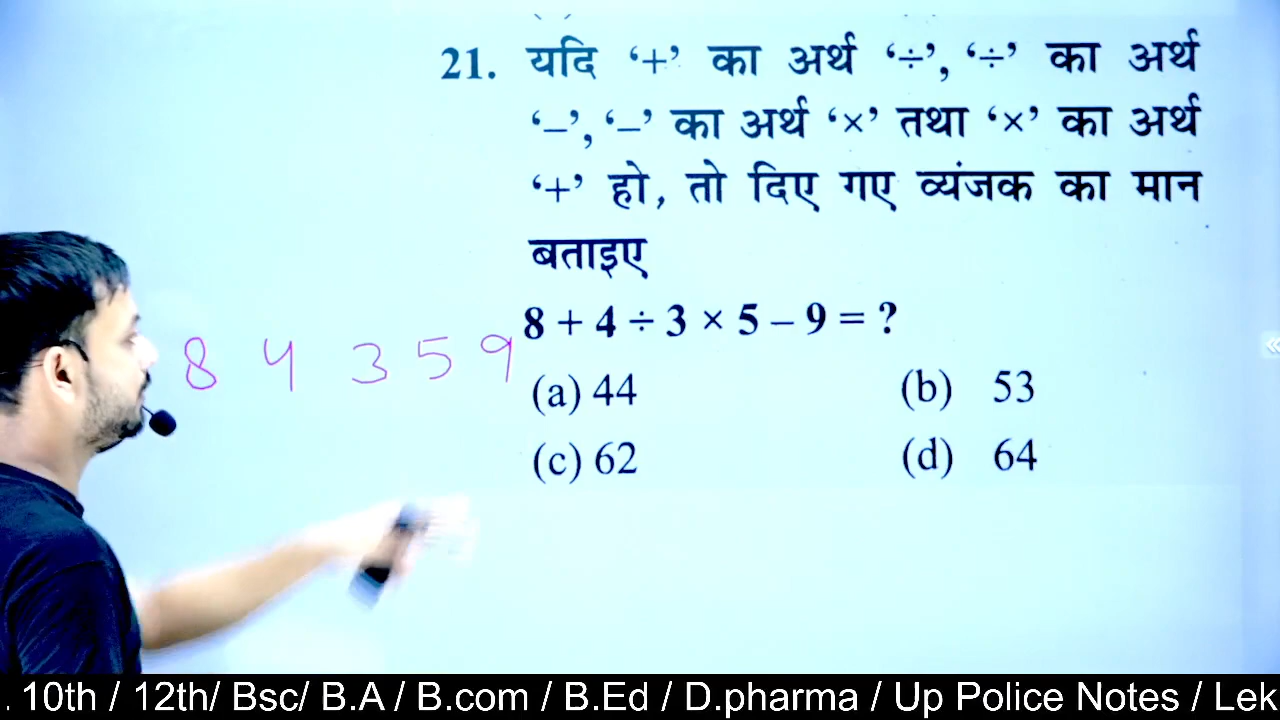 21. यदि ‘+’ का अर्थ ‘÷’, ‘÷’ का अर्थ
‘–’, ‘–’ का अर्थ ‘×’ तथा ‘×’ का अर्थ
‘+’ हो, तो दिए गए व्यंजक का मान
बताइए
8 + 4 ÷ 3 × 5 – 9 = ?
8 4 3 5 9
(a) 44 (b) 53
(c) 62 (d) 64
. 10th / 12th/ Bsc/ B.A / B.com / B.Ed / D.pharma / Up Police Notes / Lek